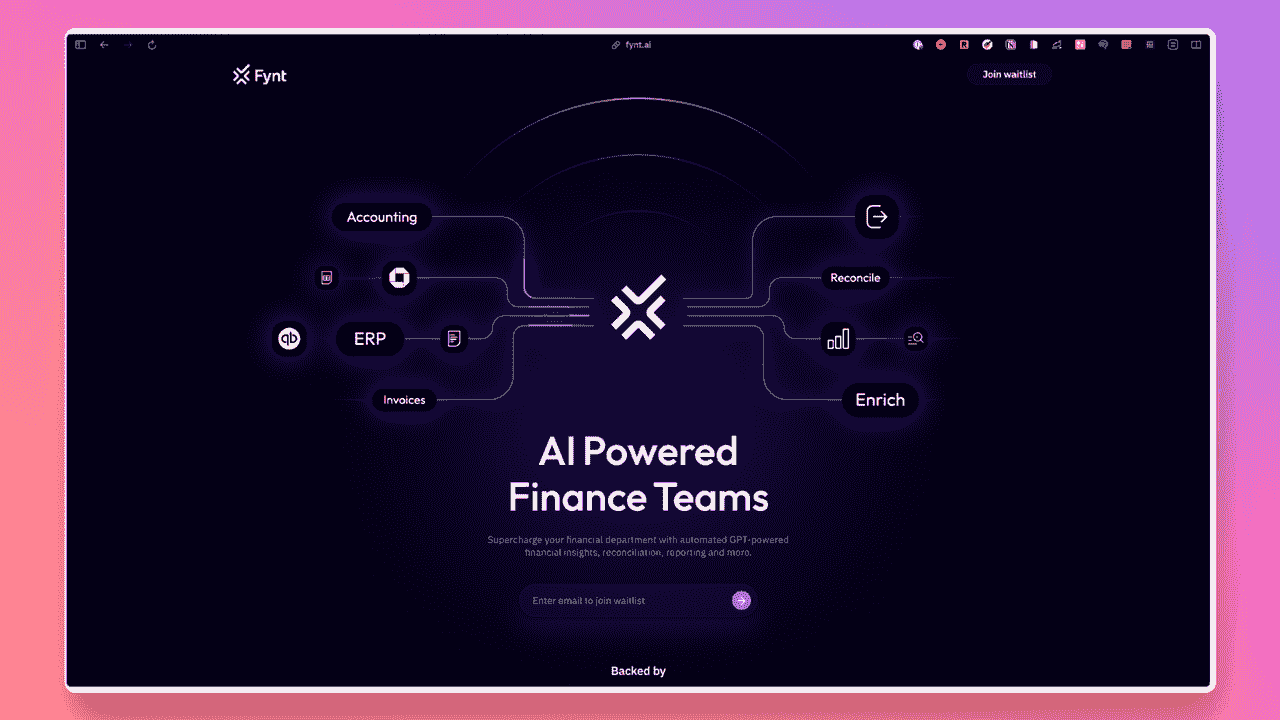 fynt.ai
Fynt
Join waitlist
Accounting
Reconcile
qb
ERP
Invoices
Enrich
AI Powered
Finance Teams
Supercharge your financial department with automated GPT-powered
financial insights, reconciliation, reporting and more.
Enter email to join waitlist
Backed by